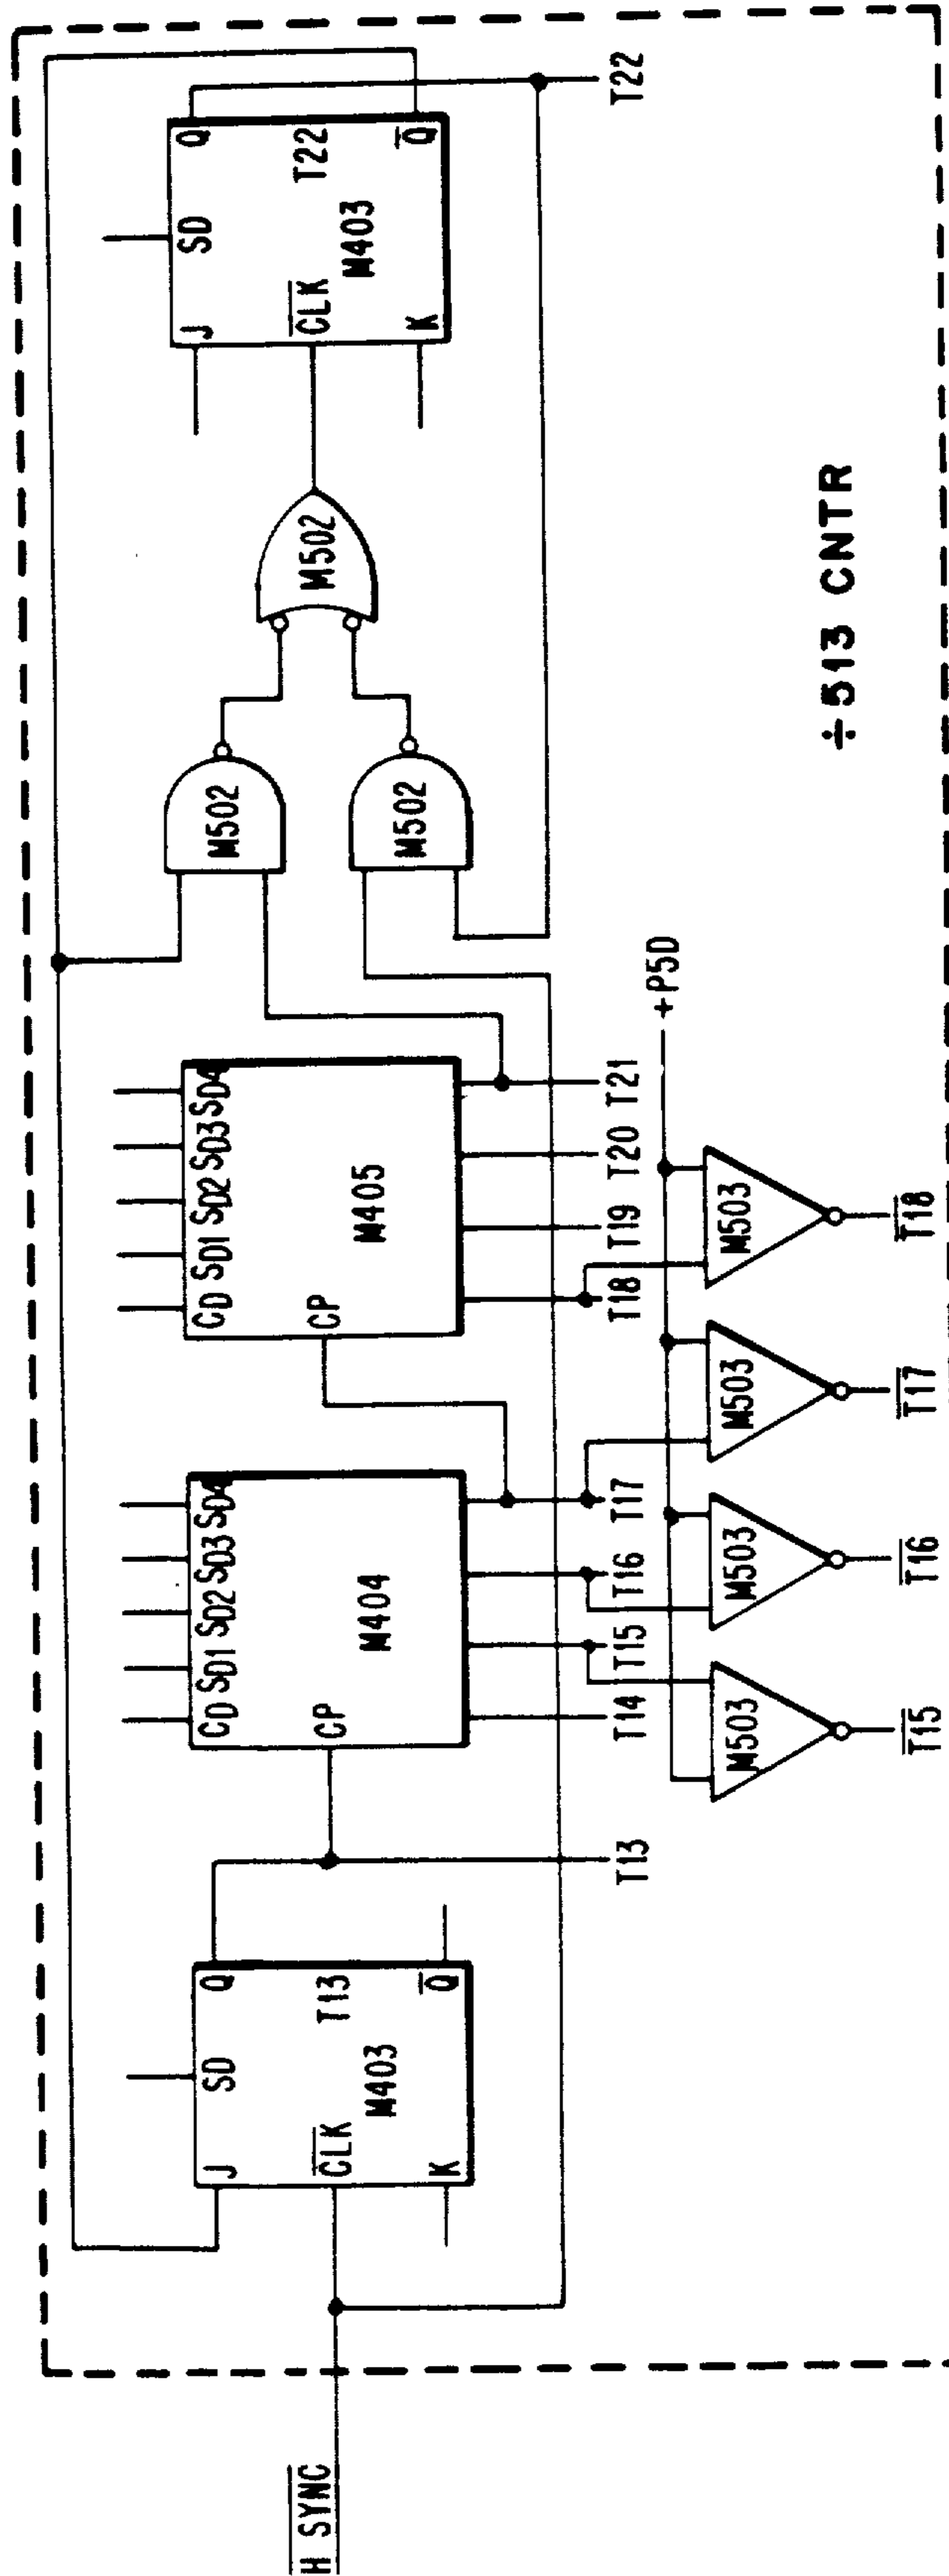 H SYNC
J
SD
Q
CLK
T13
M403
K
Q
T13
CD SD1 SD2 SD3 SD4
CP
M404
T14 T15 T16 T17
CD SD1 SD2 SD3 SD4
CP
M405
T18 T19 T20 T21
M502
M502
M502
J
SD
Q
CLK
T22
M403
K
Q
T22
+P5D
M503
M503
M503
M503
T15
T16
T17
T18
÷513 CNTR